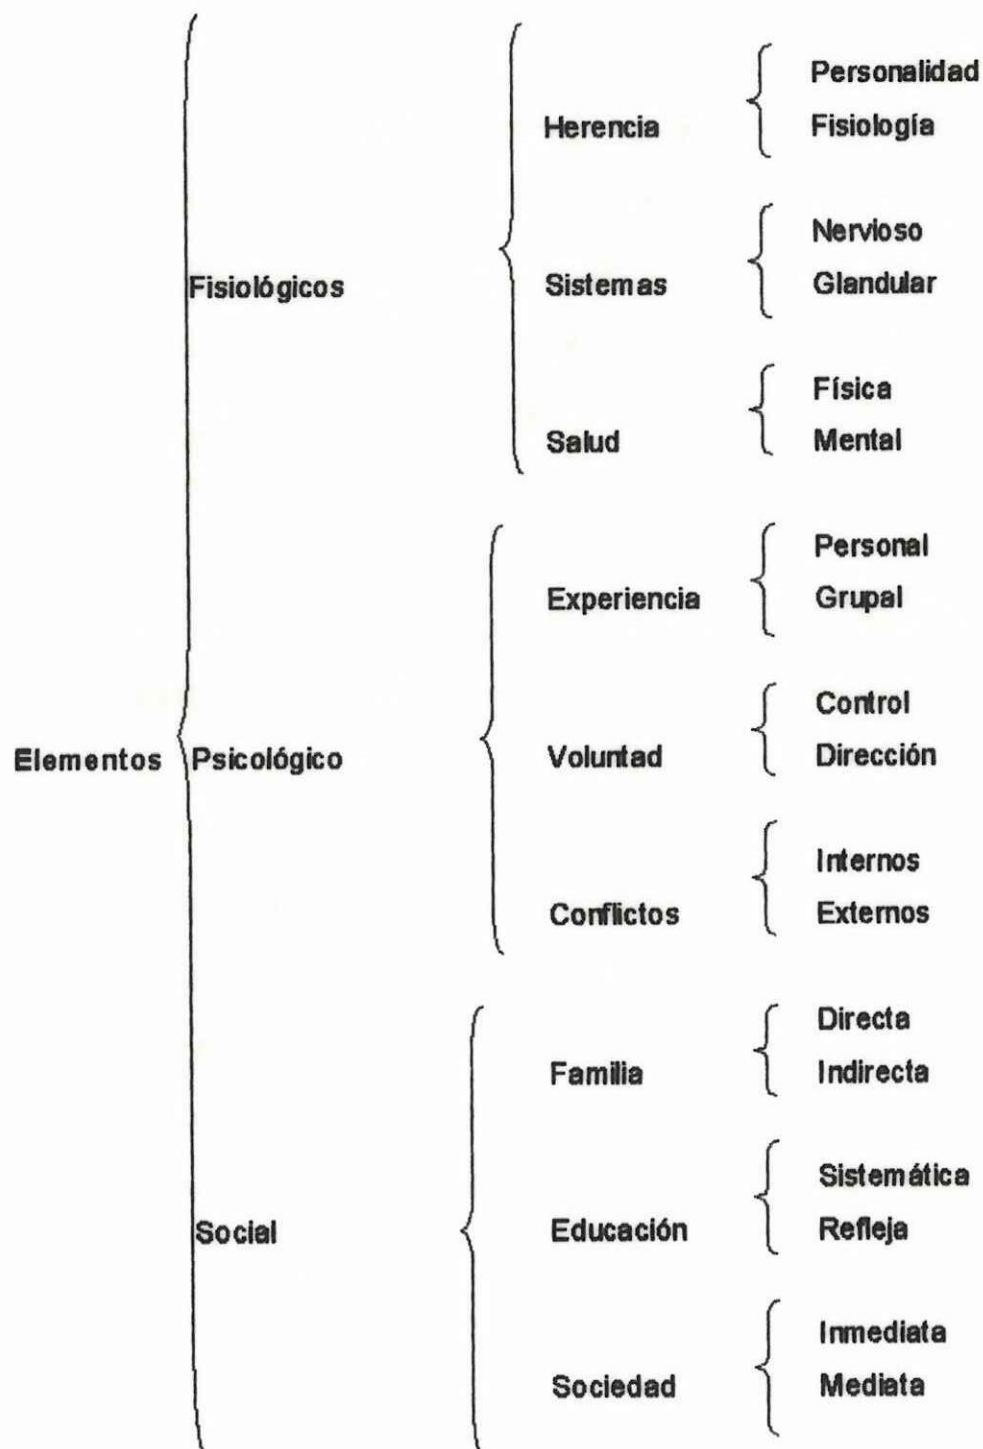 Elementos
Fisiológicos
Herencia
Personalidad
Fisiología
Sistemas
Nervioso
Glandular
Salud
Física
Mental
Psicológico
Experiencia
Personal
Grupal
Voluntad
Control
Dirección
Conflictos
Internos
Externos
Social
Familia
Directa
Indirecta
Educación
Sistemática
Refleja
Sociedad
Inmediata
Mediata